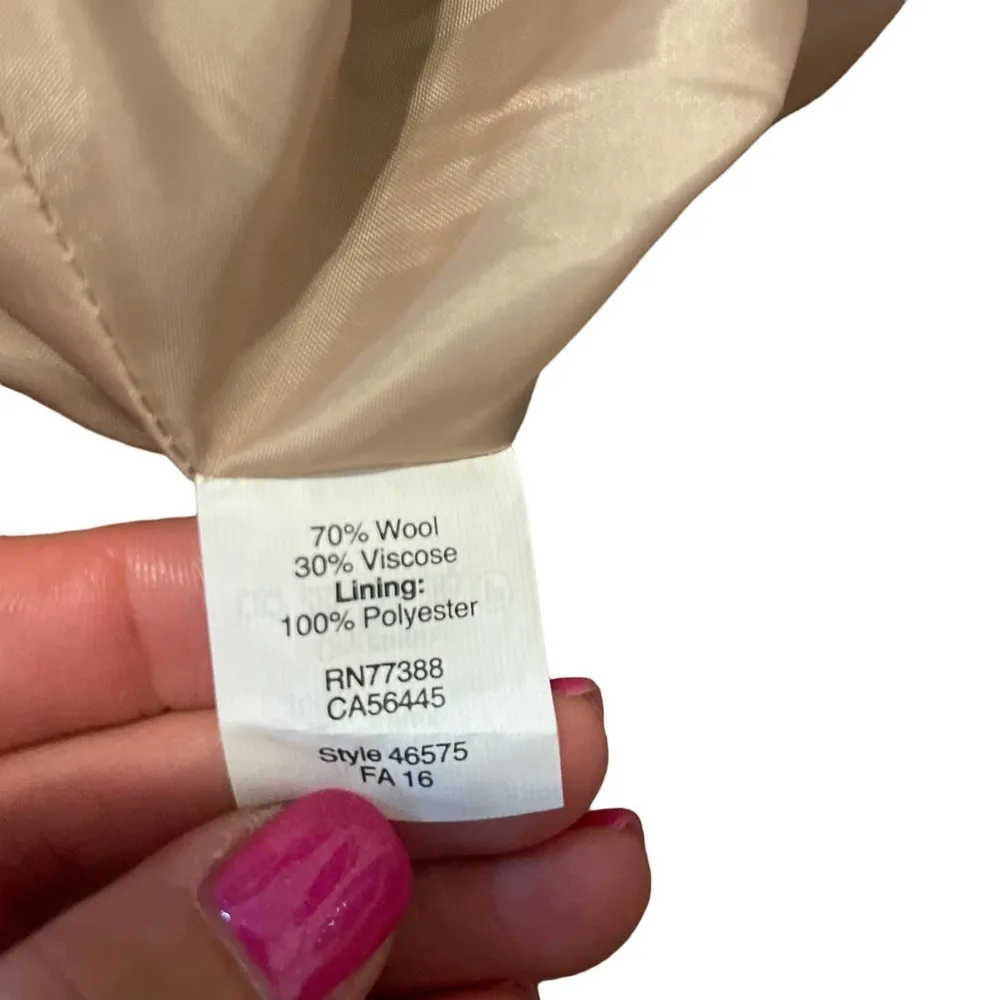 70% Wool
30% Viscose
Lining:
100% Polyester
RN77388
CA56445
Style 46575
FA 16